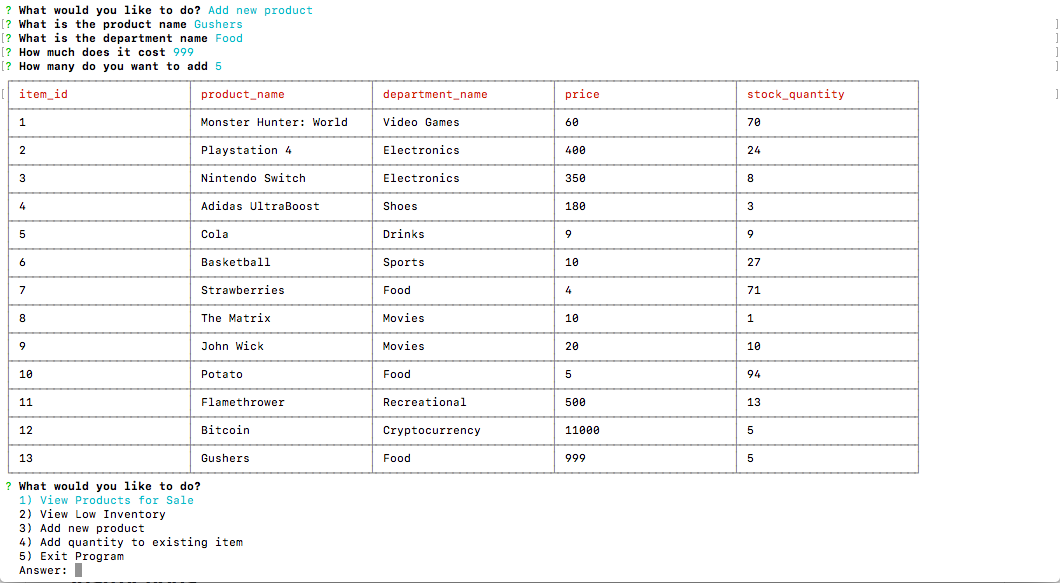 ? What would you like to do? Add new product
[? What is the product name Gushers ]
[? What is the department name Food ]
[? How much does it cost 999 ]
[? How many do you want to add 5 ]
[ item_id product_name department_name price stock_quantity ]
1 Monster Hunter: World Video Games 60 70
2 Playstation 4 Electronics 400 24
3 Nintendo Switch Electronics 350 8
4 Adidas UltraBoost Shoes 180 3
5 Cola Drinks 9 9
6 Basketball Sports 10 27
7 Strawberries Food 4 71
8 The Matrix Movies 10 1
9 John Wick Movies 20 10
10 Potato Food 5 94
11 Flamethrower Recreational 500 13
12 Bitcoin Cryptocurrency 11000 5
13 Gushers Food 999 5
? What would you like to do?
1) View Products for Sale
2) View Low Inventory
3) Add new product
4) Add quantity to existing item
5) Exit Program
Answer: